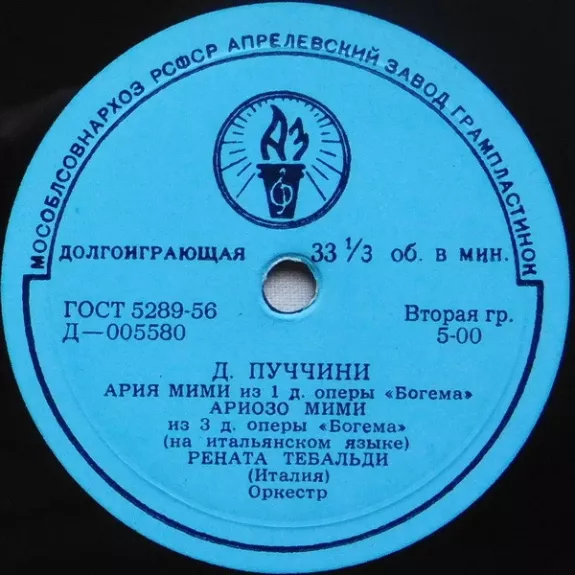 МОСОБЛСОВНАРХОЗ РСФСР АПРЕЛЕВСКИЙ ЗАВОД ГРАМПЛАСТИНОК
АЗ
ДОЛГОИГРАЮЩАЯ 33 1/3 об. в мин.
ГОСТ 5289-56 Вторая гр.
Д—005580 5-00
Д. ПУЧЧИНИ
АРИЯ МИМИ из 1 д. оперы «Богема»
АРИОЗО МИМИ
из 3 д. оперы «Богема»
(на итальянском языке)
РЕНАТА ТЕБАЛЬДИ
(Италия)
Оркестр